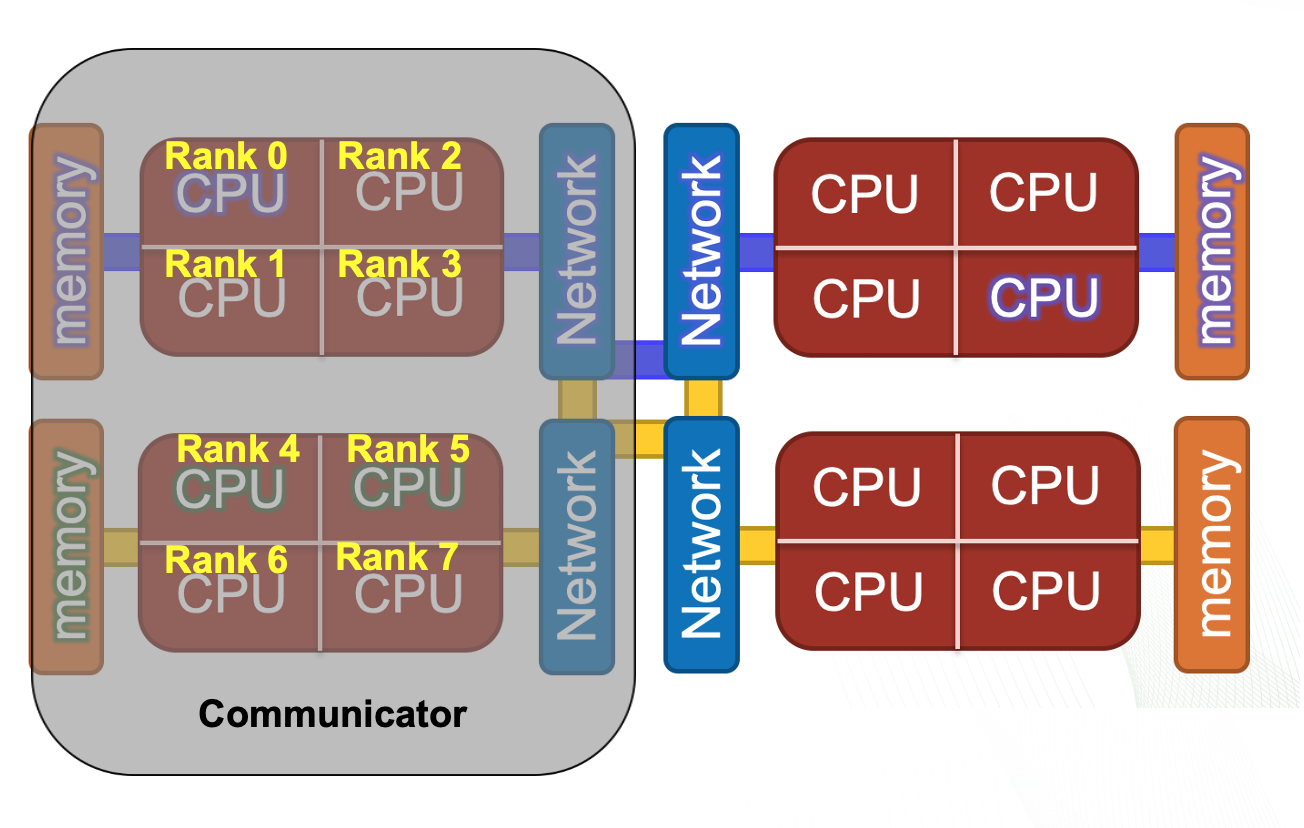 Rank 0
CPU
Rank 2
CPU
Rank 1
CPU
Rank 3
CPU
memory
Network
Rank 4
CPU
Rank 5
CPU
Rank 6
CPU
Rank 7
CPU
memory
Network
Communicator
Network
CPU
CPU
CPU
CPU
memory
Network
CPU
CPU
CPU
CPU
memory